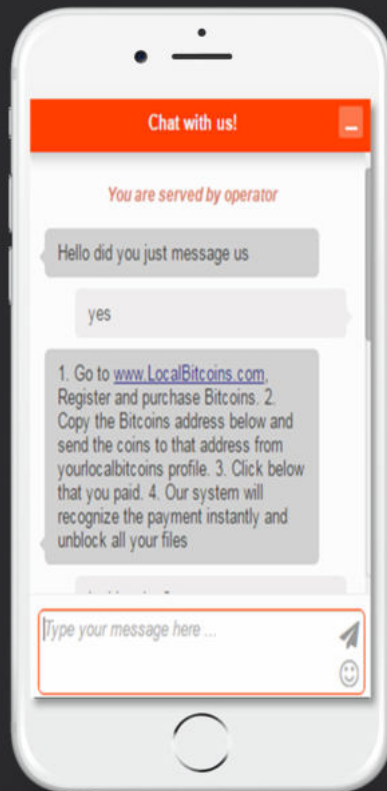 Chat with us!
You are served by operator
Hello did you just message us
yes
1. Go to www.LocalBitcoins.com,
Register and purchase Bitcoins. 2.
Copy the Bitcoins address below and
send the coins to that address from
yourlocalbitcoins profile. 3. Click below
that you paid. 4. Our system will
recognize the payment instantly and
unblock all your files
Type your message here ...